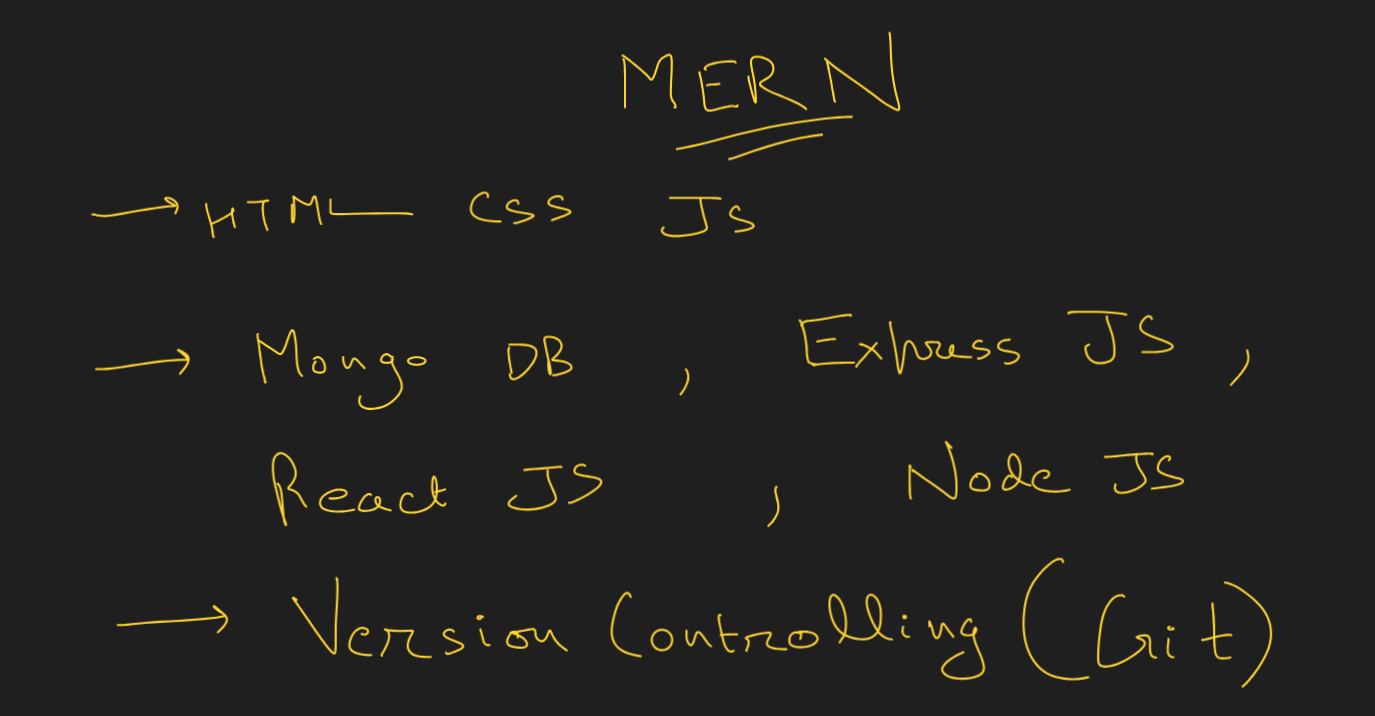 MERN
→ HTML CSS JS
→ Mongo DB , Express JS ,
React JS , Node JS
→ Version Controlling (Git)